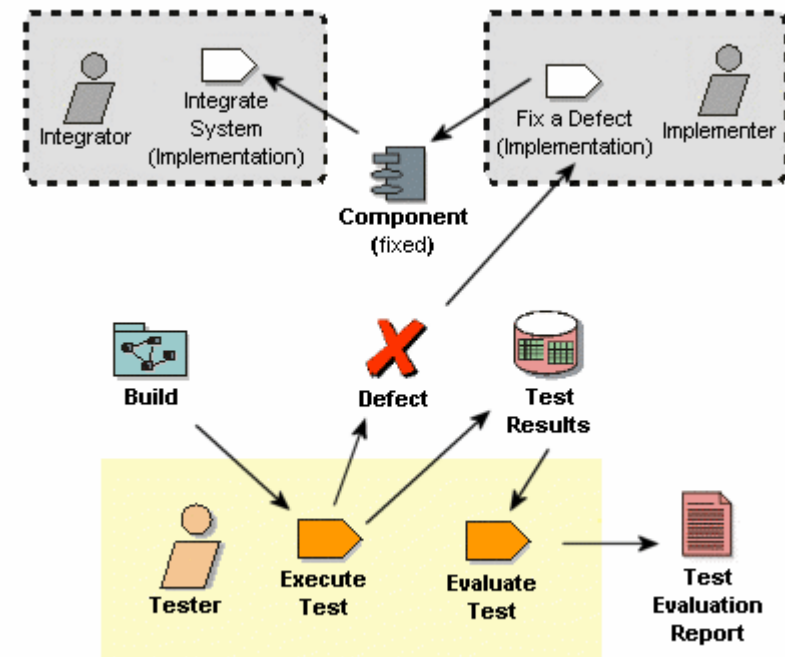 Integrator
Integrate
System
(Implementation)
Fix a Defect
(Implementation)
Implementer
Component
(fixed)
Build
Defect
Test
Results
Tester
Execute
Test
Evaluate
Test
Test
Evaluation
Report